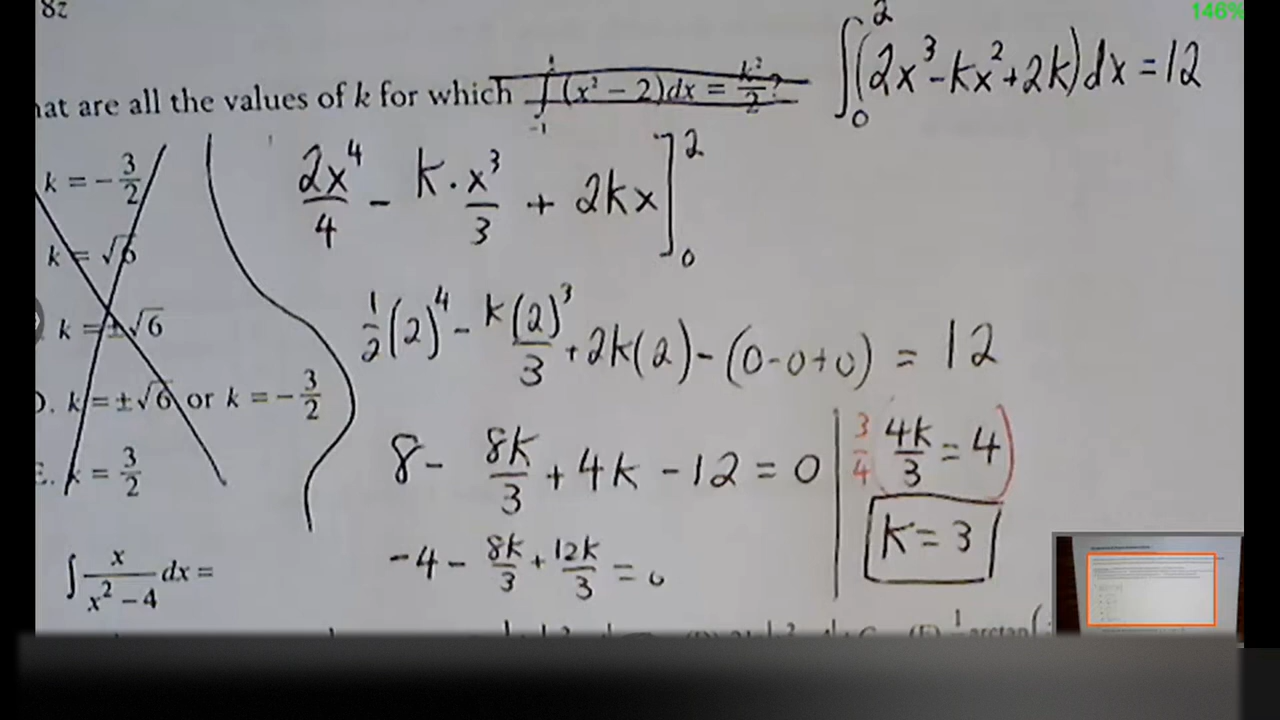 8z
146%
∫₀² (2x³ - kx² + 2k) dx = 12
at are all the values of k for which ∫₋₁¹ (x² − 2)dx = k²/2?
k = −3/2
k = √6
k = ±√6
D. k = ±√6 or k = −3/2
E. k = 3/2
2x⁴/4 - k · x³/3 + 2kx ]₀²
1/2(2)⁴ - k(2)³/3 + 2k(2) - (0-0+0) = 12
8 - 8k/3 + 4k - 12 = 0
-4 - 8k/3 + 12k/3 = 0
3/4 ( 4k/3 = 4 )
k = 3
∫ x/(x² − 4) dx =